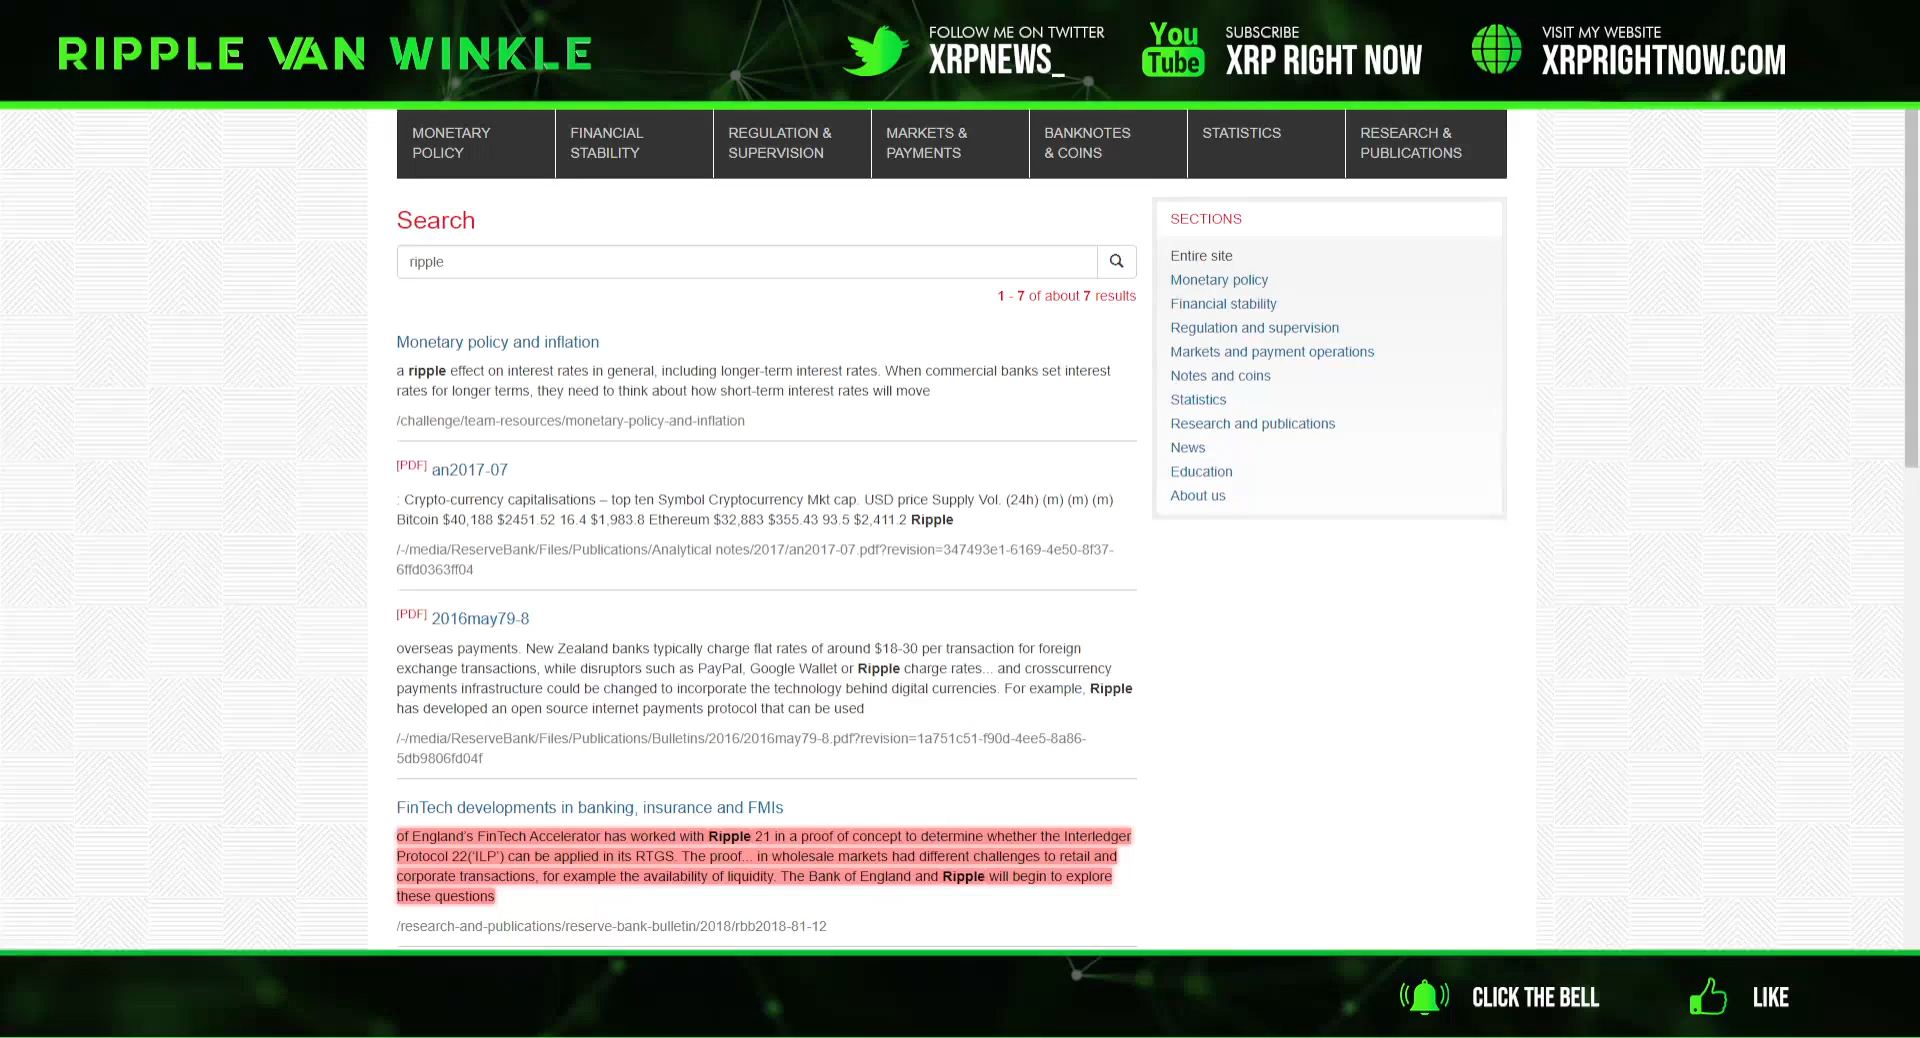 RIPPLE VAN WINKLE
FOLLOW ME ON TWITTER
XRPNEWS_
You
Tube
SUBSCRIBE
XRP RIGHT NOW
VISIT MY WEBSITE
XRPRIGHTNOW.COM
MONETARY
POLICY
FINANCIAL
STABILITY
REGULATION &
SUPERVISION
MARKETS &
PAYMENTS
BANKNOTES
& COINS
STATISTICS
RESEARCH &
PUBLICATIONS
Search
ripple
1 - 7 of about 7 results
Monetary policy and inflation
a ripple effect on interest rates in general, including longer-term interest rates. When commercial banks set interest
rates for longer terms, they need to think about how short-term interest rates will move
/challenge/team-resources/monetary-policy-and-inflation
[PDF] an2017-07
: Crypto-currency capitalisations – top ten Symbol Cryptocurrency Mkt cap. USD price Supply Vol. (24h) (m) (m) (m)
Bitcoin $40,188 $2451.52 16.4 $1,983.8 Ethereum $32,883 $355.43 93.5 $2,411.2 Ripple
/-/media/ReserveBank/Files/Publications/Analytical notes/2017/an2017-07.pdf?revision=347493e1-6169-4e50-8f37-
6ffd0363ff04
[PDF] 2016may79-8
overseas payments. New Zealand banks typically charge flat rates of around $18-30 per transaction for foreign
exchange transactions, while disruptors such as PayPal, Google Wallet or Ripple charge rates... and crosscurrency
payments infrastructure could be changed to incorporate the technology behind digital currencies. For example, Ripple
has developed an open source internet payments protocol that can be used
/-/media/ReserveBank/Files/Publications/Bulletins/2016/2016may79-8.pdf?revision=1a751c51-f90d-4ee5-8a86-
5db9806fd04f
FinTech developments in banking, insurance and FMIs
of England's FinTech Accelerator has worked with Ripple 21 in a proof of concept to determine whether the Interledger
Protocol 22('ILP') can be applied in its RTGS. The proof... in wholesale markets had different challenges to retail and
corporate transactions, for example the availability of liquidity. The Bank of England and Ripple will begin to explore
these questions
/research-and-publications/reserve-bank-bulletin/2018/rbb2018-81-12
SECTIONS
Entire site
Monetary policy
Financial stability
Regulation and supervision
Markets and payment operations
Notes and coins
Statistics
Research and publications
News
Education
About us
CLICK THE BELL
LIKE